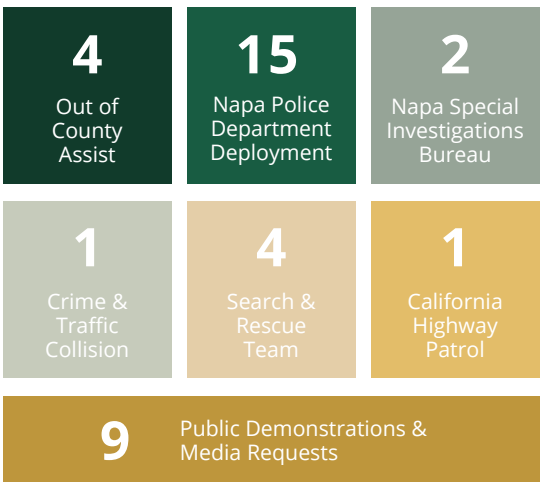 4
Out of
County
Assist
15
Napa Police
Department
Deployment
2
Napa Special
Investigations
Bureau
1
Crime &
Traffic
Collision
4
Search &
Rescue
Team
1
California
Highway
Patrol
9
Public Demonstrations &
Media Requests